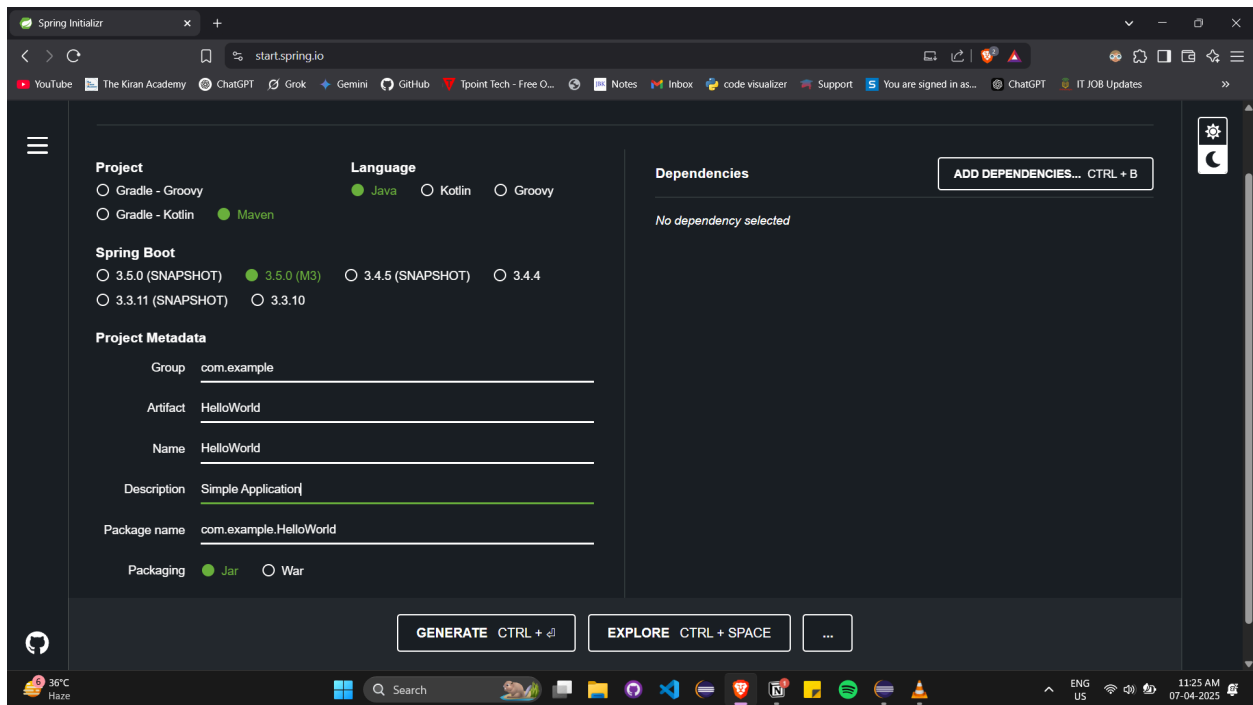 Spring Initializr
start.spring.io
2
YouTube The Kiran Academy ChatGPT Grok Gemini GitHub Tpoint Tech - Free O... Notes Inbox code visualizer Support S You are signed in as... ChatGPT IT JOB Updates »
Project
Gradle - Groovy
Gradle - Kotlin Maven
Language
Java Kotlin Groovy
Spring Boot
3.5.0 (SNAPSHOT) 3.5.0 (M3) 3.4.5 (SNAPSHOT) 3.4.4
3.3.11 (SNAPSHOT) 3.3.10
Project Metadata
Group com.example
Artifact HelloWorld
Name HelloWorld
Description Simple Application
Package name com.example.HelloWorld
Packaging Jar War
Dependencies
ADD DEPENDENCIES... CTRL + B
No dependency selected
GENERATE CTRL + ⏎
EXPLORE CTRL + SPACE
...
6
36°C
Haze
Search
1
ENG
US
11:25 AM
07-04-2025